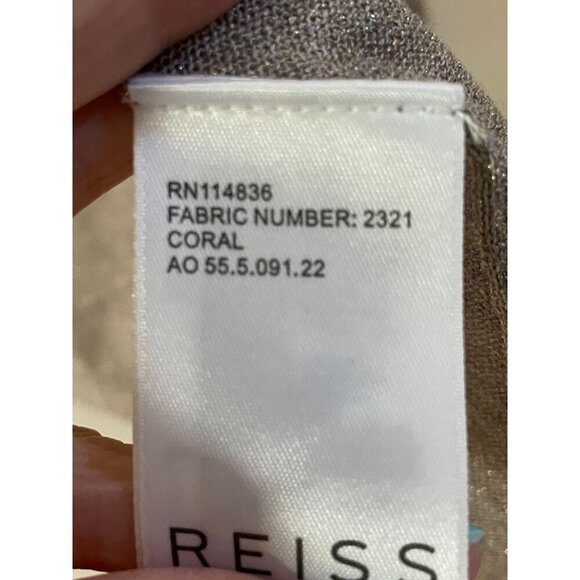 RN114836
FABRIC NUMBER: 2321
CORAL
AO 55.5.091.22
REISS